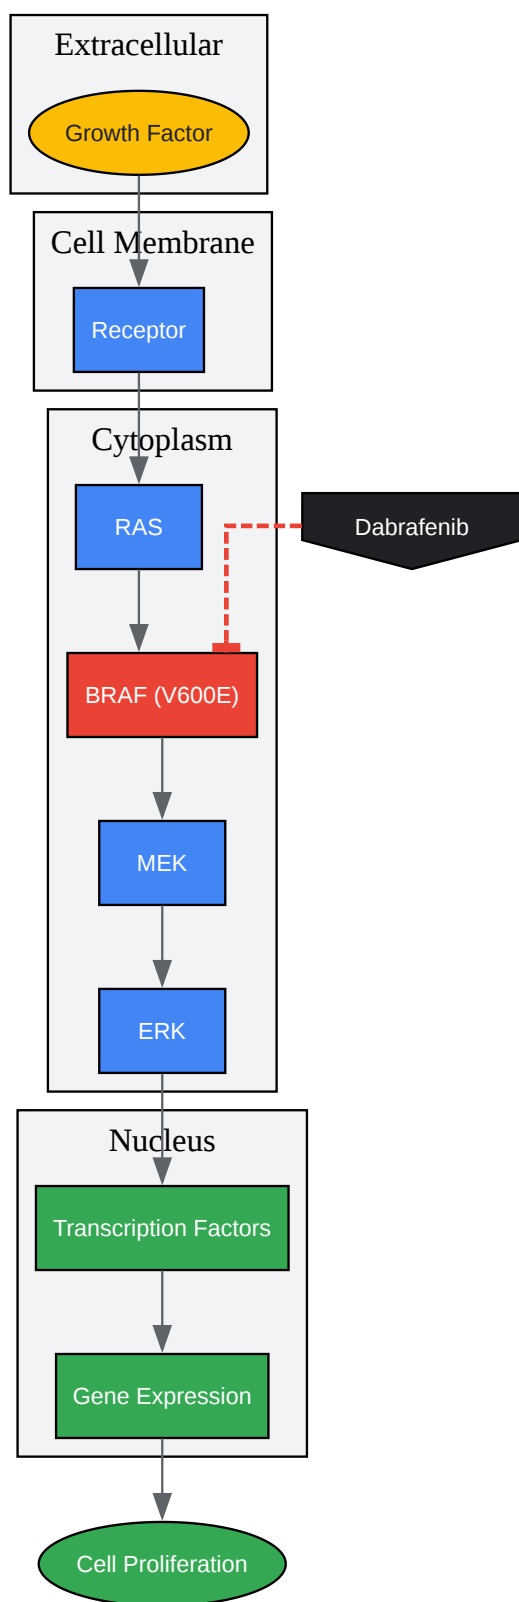 Extracellular
Growth Factor
Cell Membrane
Receptor
Cytoplasm
RAS
Dabrafenib
BRAF (V600E)
MEK
ERK
Nucleus
Transcription Factors
Gene Expression
Cell Proliferation